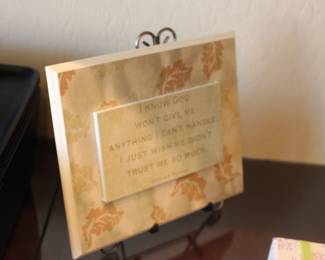 I KNOW GOD
WON'T GIVE ME
ANYTHING I CAN'T HANDLE.
I JUST WISH HE DIDN'T
TRUST ME SO MUCH.